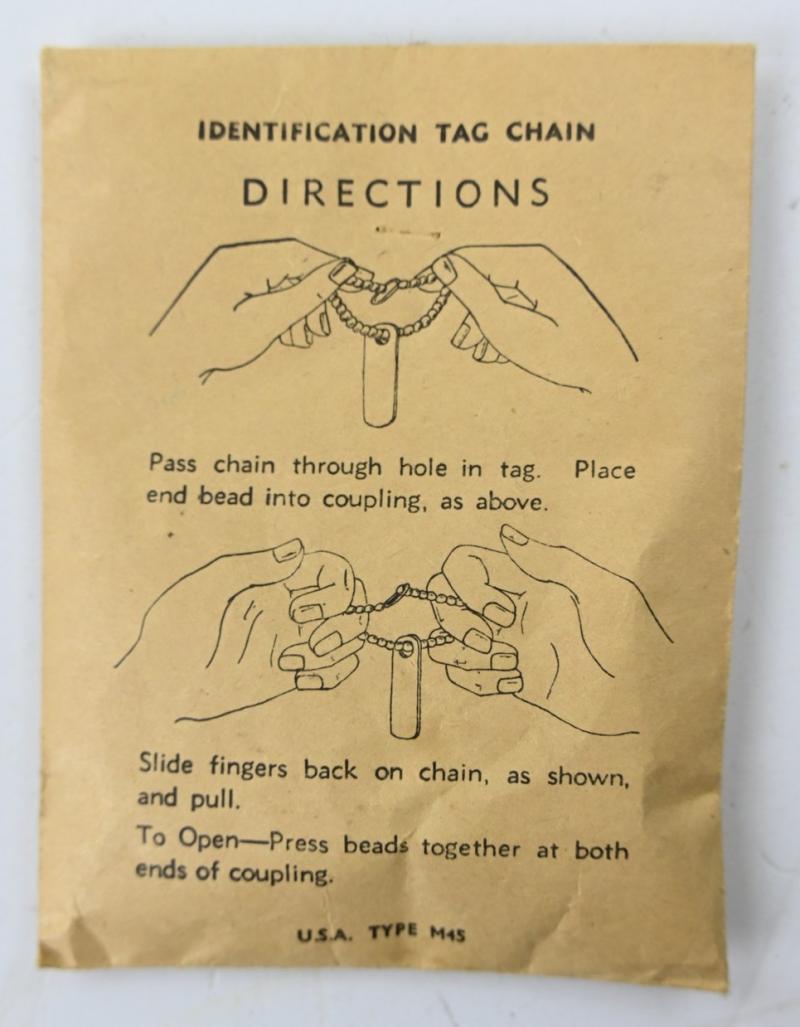 IDENTIFICATION TAG CHAIN
DIRECTIONS
Pass chain through hole in tag. Place
end bead into coupling, as above.
Slide fingers back on chain, as shown,
and pull.
To Open—Press beads together at both
ends of coupling.
U.S.A. TYPE M45